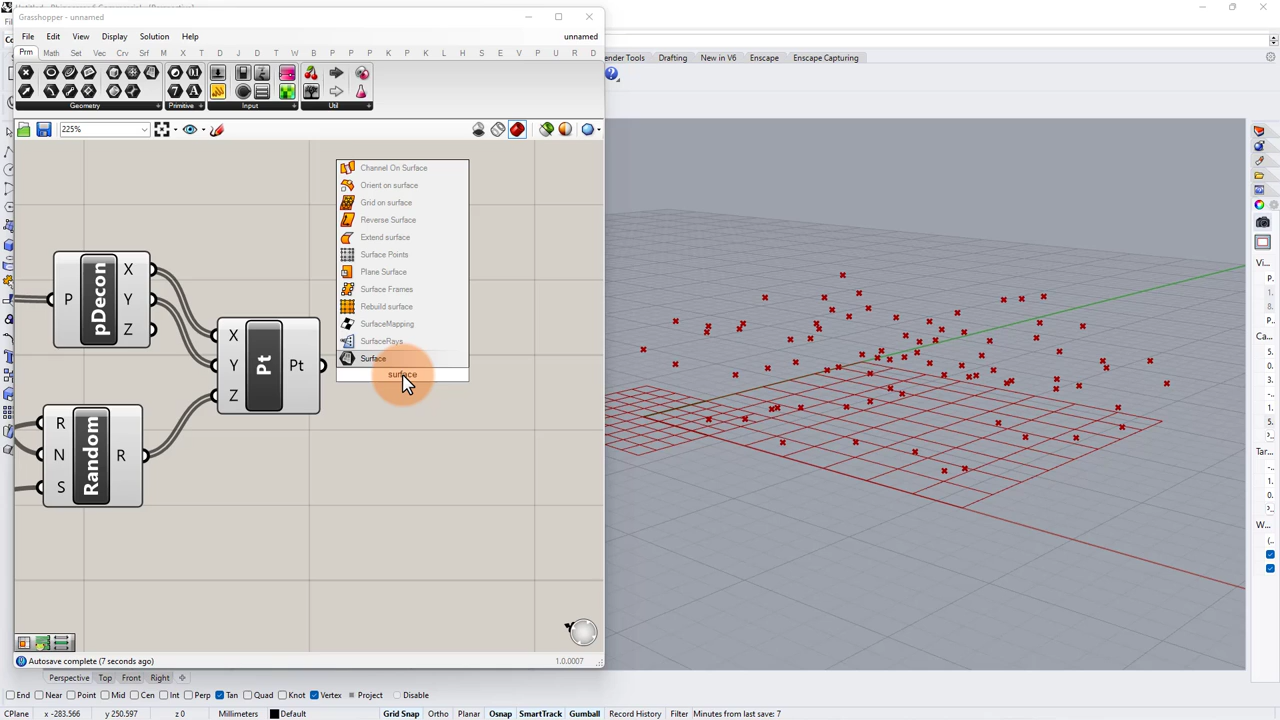 Grasshopper - unnamed
File Edit View Display Solution Help unnamed
Prm Math Set Vec Crv Srf M X T D J D T W B P P P K P K L H S E V P U R D
Geometry + Primitive + Input + Util +
225%
Channel On Surface
Orient on surface
Grid on surface
Reverse Surface
Extend surface
Surface Points
Plane Surface
Surface Frames
Rebuild surface
SurfaceMapping
SurfaceRays
Surface
surface
P pDecon X Y Z
X Y Z Pt Pt
R N S Random R
Autosave complete (7 seconds ago) 1.0.0007
ender Tools Drafting New in V6 Enscape Enscape Capturing
Perspective Top Front Right
End Near Point Mid Cen Int Perp Tan Quad Knot Vertex Project Disable
CPlane x -283.566 y 250.597 z 0 Millimeters Default Grid Snap Ortho Planar Osnap SmartTrack Gumball Record History Filter Minutes from last save: 7